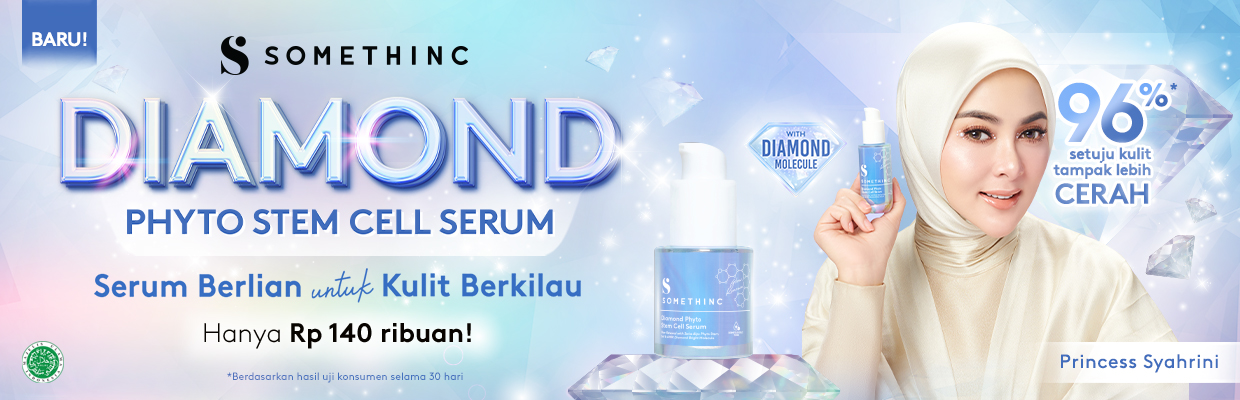 BARU!
SOMETHINC
DIAMOND
PHYTO STEM CELL SERUM
Serum Berlian untuk Kulit Berkilau
Hanya Rp 140 ribuan!
*Berdasarkan hasil uji konsumen selama 30 hari
WITH
DIAMOND
MOLECULE
SOMETHINC
Diamond Phyto
Stem Cell Serum
SOMETHINC
96%*
setuju kulit
tampak lebih
CERAH
Princess Syahrini